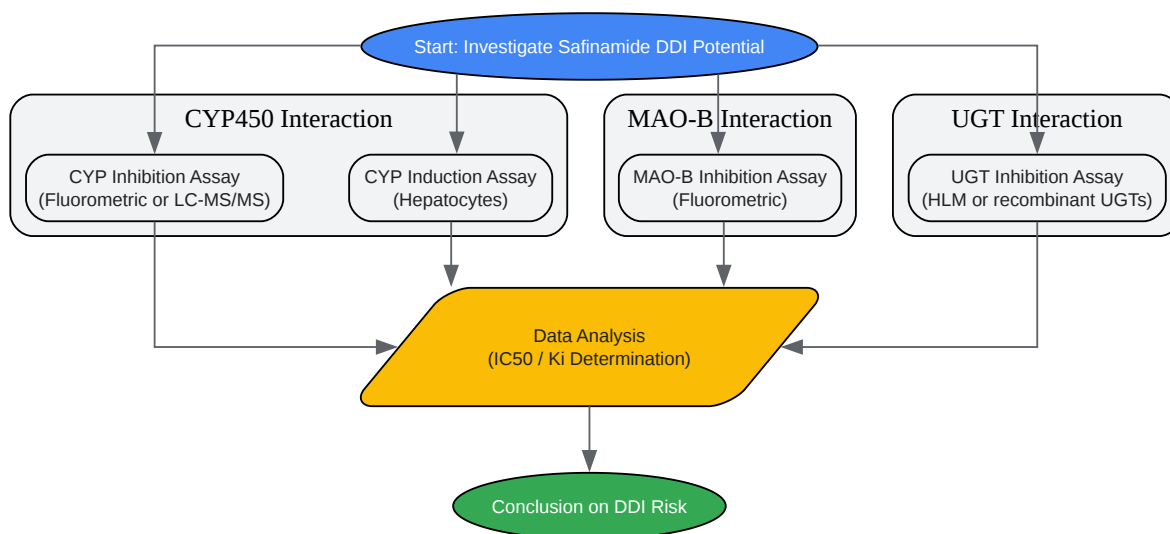 Start: Investigate Safinamide DDI Potential
CYP450 Interaction
MAO-B Interaction
UGT Interaction
CYP Inhibition Assay
(Fluorometric or LC-MS/MS)
CYP Induction Assay
(Hepatocytes)
MAO-B Inhibition Assay
(Fluorometric)
UGT Inhibition Assay
(HLM or recombinant UGTs)
Data Analysis
(IC50 / Ki Determination)
Conclusion on DDI Risk